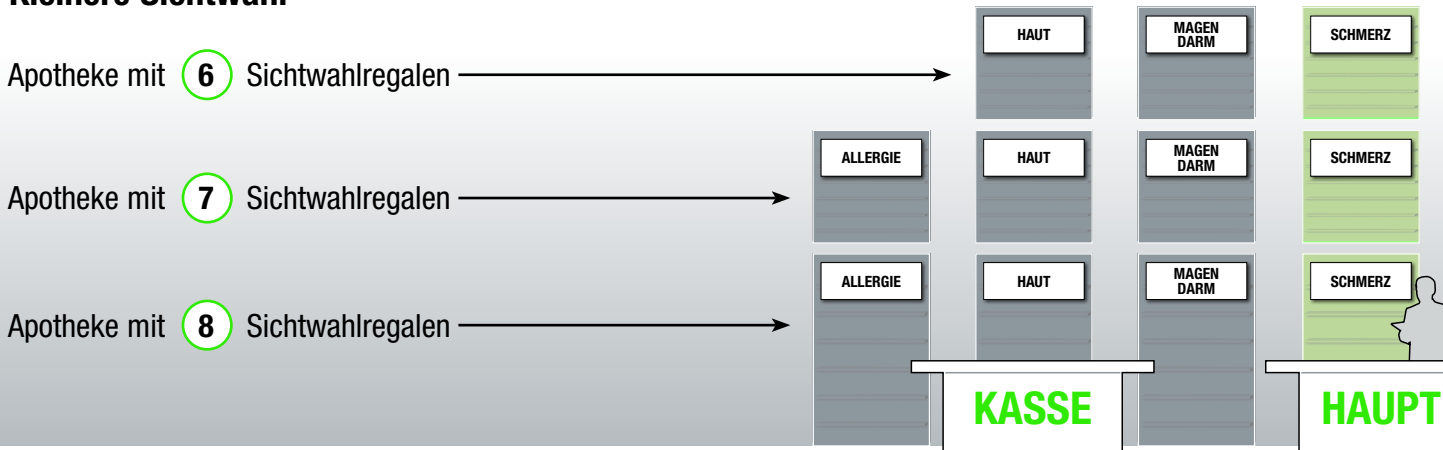 Kleinere Sichtwahl
HAUT
MAGEN
DARM
SCHMERZ
Apotheke mit 6 Sichtwahlregalen
ALLERGIE
HAUT
MAGEN
DARM
SCHMERZ
Apotheke mit 7 Sichtwahlregalen
ALLERGIE
HAUT
MAGEN
DARM
SCHMERZ
Apotheke mit 8 Sichtwahlregalen
KASSE
HAUPT